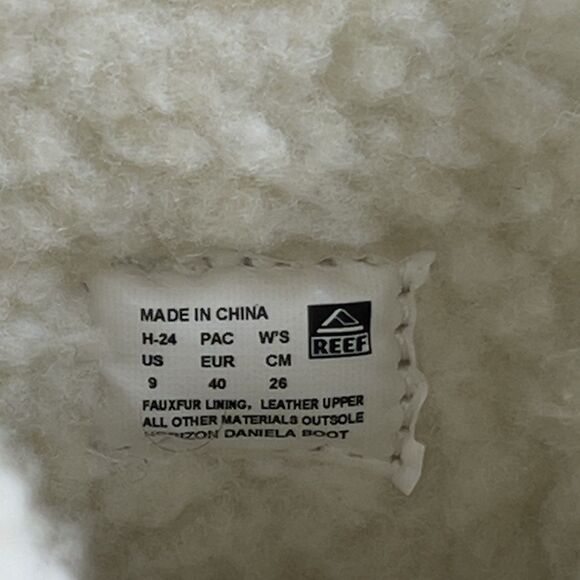 MADE IN CHINA
H-24 PAC W'S
US EUR CM
9 40 26
REEF
FAUXFUR LINING, LEATHER UPPER
ALL OTHER MATERIALS OUTSOLE
HORIZON DANIELA BOOT